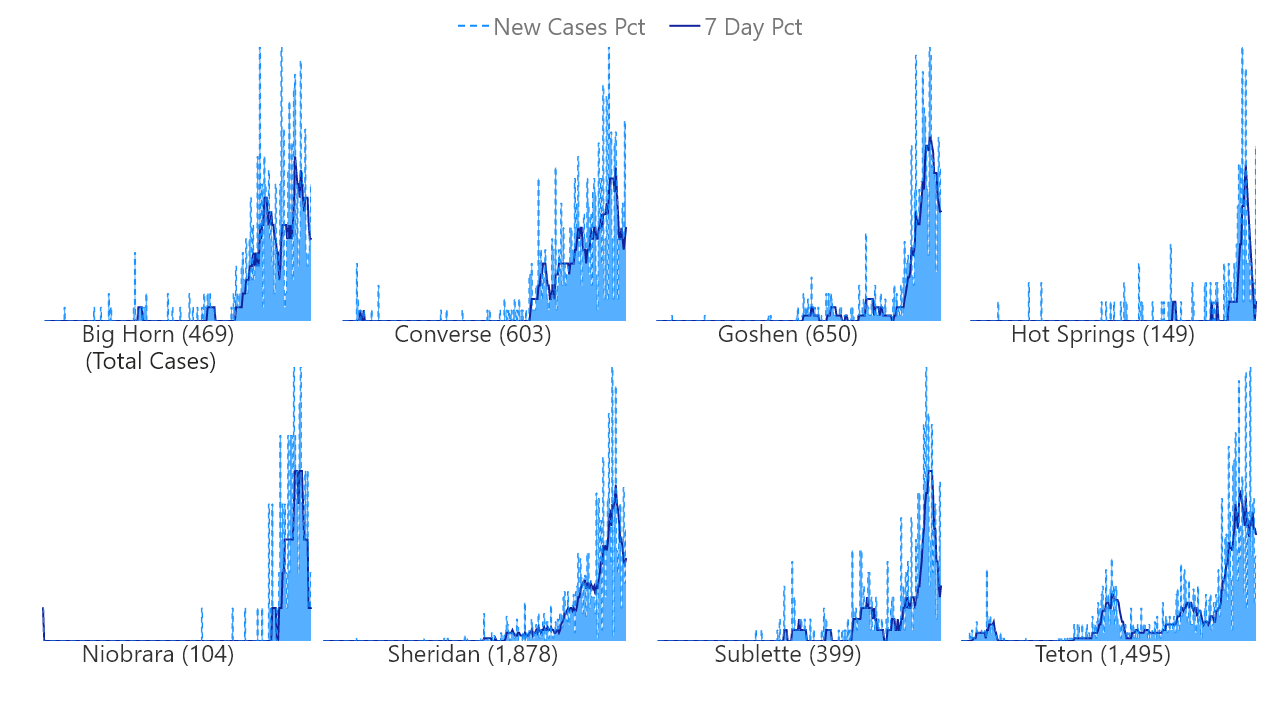 New Cases Pct 7 Day Pct
Big Horn (469) Converse (603) Goshen (650) Hot Springs (149)
(Total Cases)
Niobrara (104) Sheridan (1,878) Sublette (399) Teton (1,495)